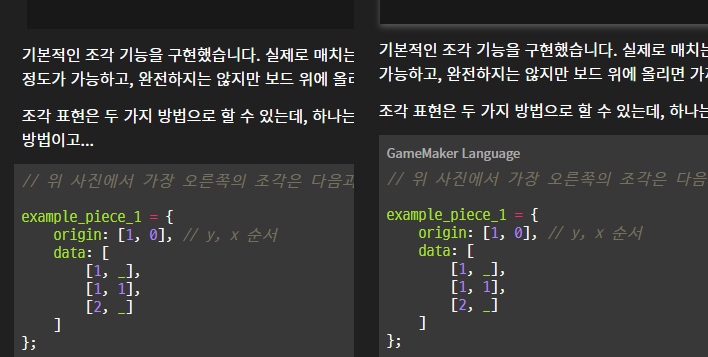 기본적인 조각 기능을 구현했습니다. 실제로 매치는
정도가 가능하고, 완전하지는 않지만 보드 위에 올리
조각 표현은 두 가지 방법으로 할 수 있는데, 하나는
방법이고...
// 위 사진에서 가장 오른쪽의 조각은 다음과
example_piece_1 = {
origin: [1, 0], // y, x 순서
data: [
[1, _],
[1, 1],
[2, _]
]
};
기본적인 조각 기능을 구현했습니다. 실제로 매치는
가능하고, 완전하지는 않지만 보드 위에 올리면 가
조각 표현은 두 가지 방법으로 할 수 있는데, 하나는
GameMaker Language
// 위 사진에서 가장 오른쪽의 조각은 다음
example_piece_1 = {
origin: [1, 0], // y, x 순서
data: [
[1, _],
[1, 1],
[2, _]
]
};